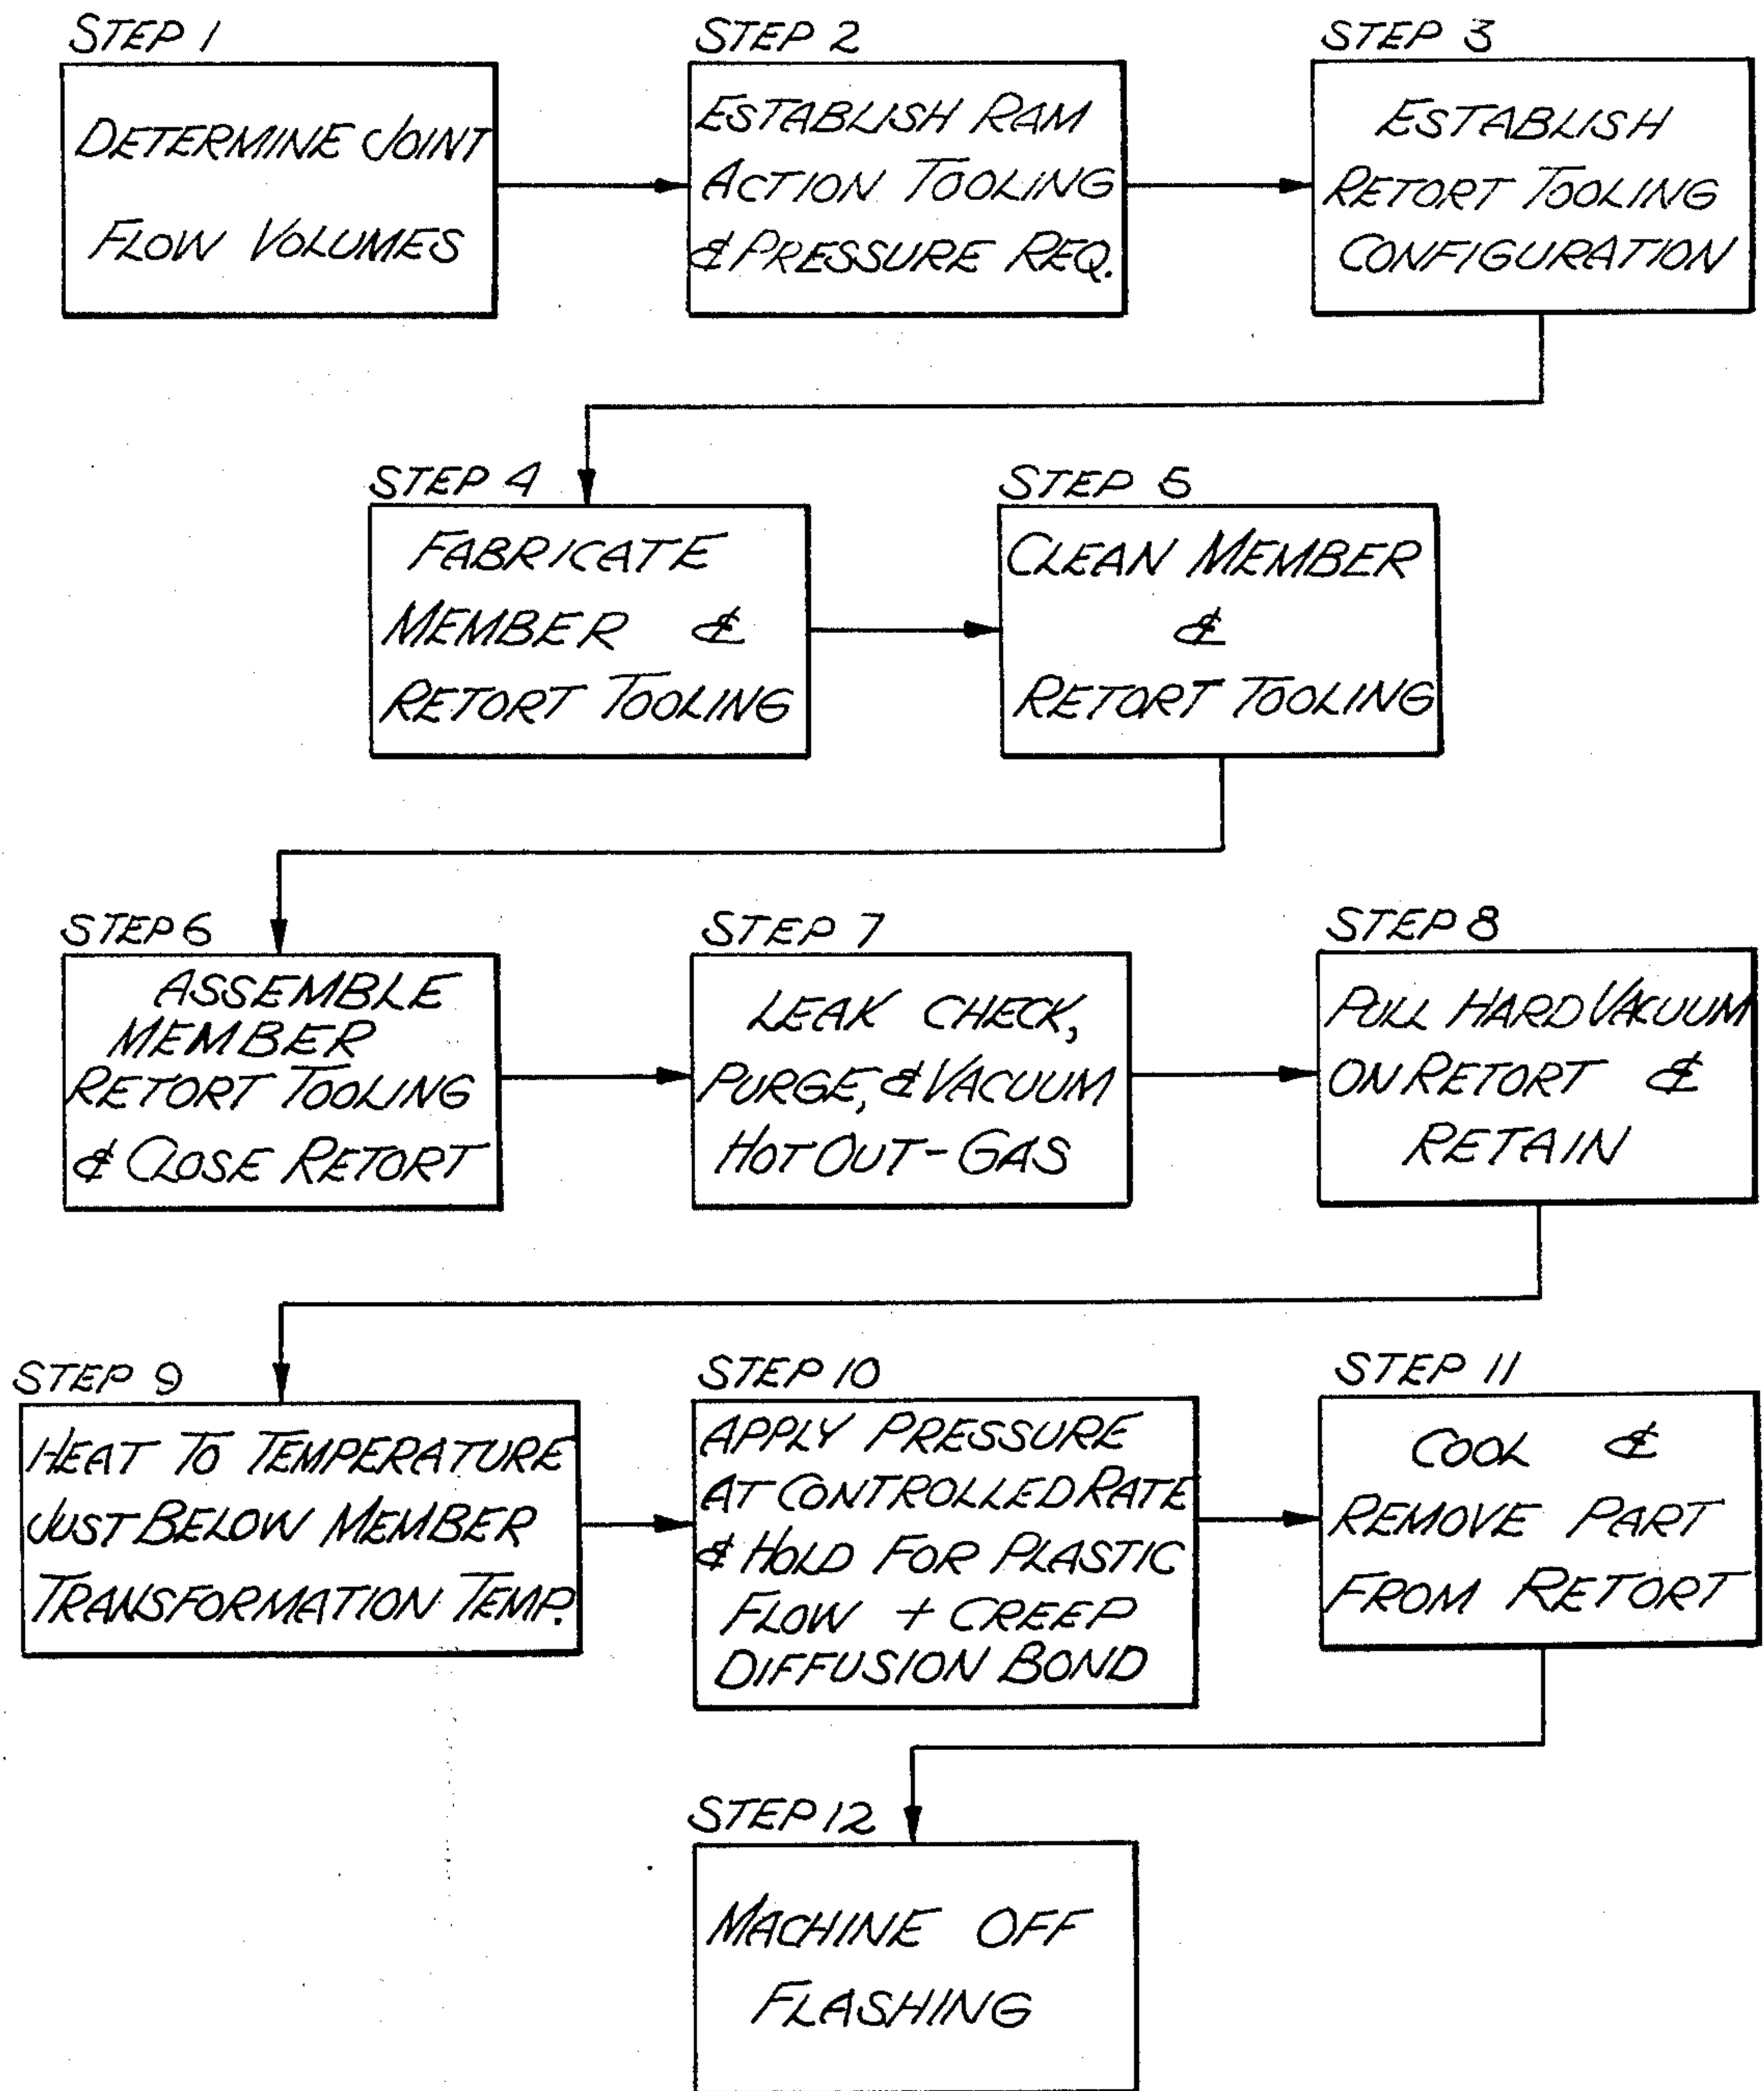 STEP 1
DETERMINE JOINT
FLOW VOLUMES
STEP 2
ESTABLISH RAM
ACTION TOOLING
& PRESSURE REQ.
STEP 3
ESTABLISH
RETORT TOOLING
CONFIGURATION
STEP 4
FABRICATE
MEMBER &
RETORT TOOLING
STEP 5
CLEAN MEMBER
&
RETORT TOOLING
STEP 6
ASSEMBLE
MEMBER
RETORT TOOLING
& CLOSE RETORT
STEP 7
LEAK CHECK,
PURGE, & VACUUM
HOT OUT-GAS
STEP 8
PULL HARD VACUUM
ON RETORT &
RETAIN
STEP 9
HEAT TO TEMPERATURE
JUST BELOW MEMBER
TRANSFORMATION TEMP.
STEP 10
APPLY PRESSURE
AT CONTROLLED RATE
& HOLD FOR PLASTIC
FLOW + CREEP
DIFFUSION BOND
STEP 11
COOL &
REMOVE PART
FROM RETORT
STEP 12
MACHINE OFF
FLASHING